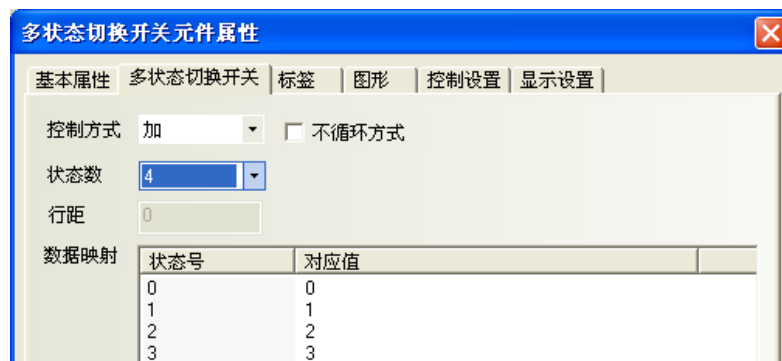 多状态切换开关元件属性
基本属性 多状态切换开关 标签 图形 控制设置 显示设置
控制方式 加 不循环方式
状态数 4
行距 0
数据映射 状态号 对应值
0 0
1 1
2 2
3 3